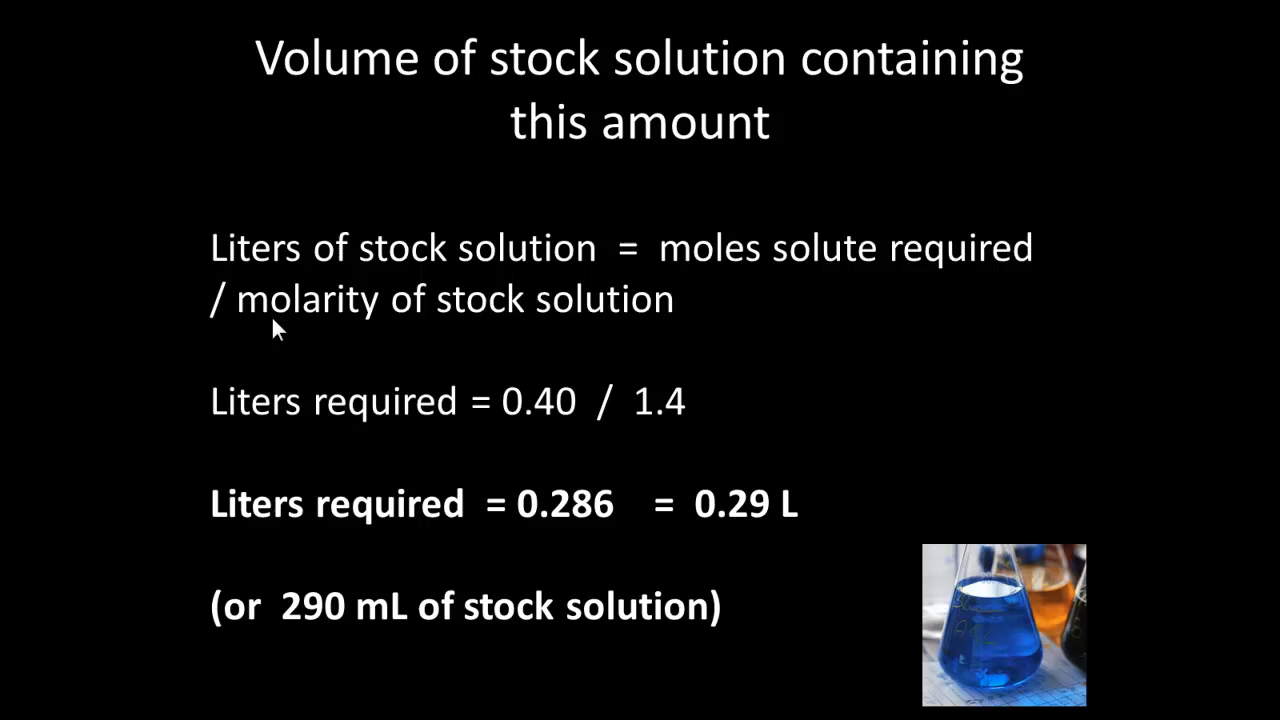 Volume of stock solution containing
this amount
Liters of stock solution = moles solute required
/ molarity of stock solution
Liters required = 0.40 / 1.4
Liters required = 0.286 = 0.29 L
(or 290 mL of stock solution)